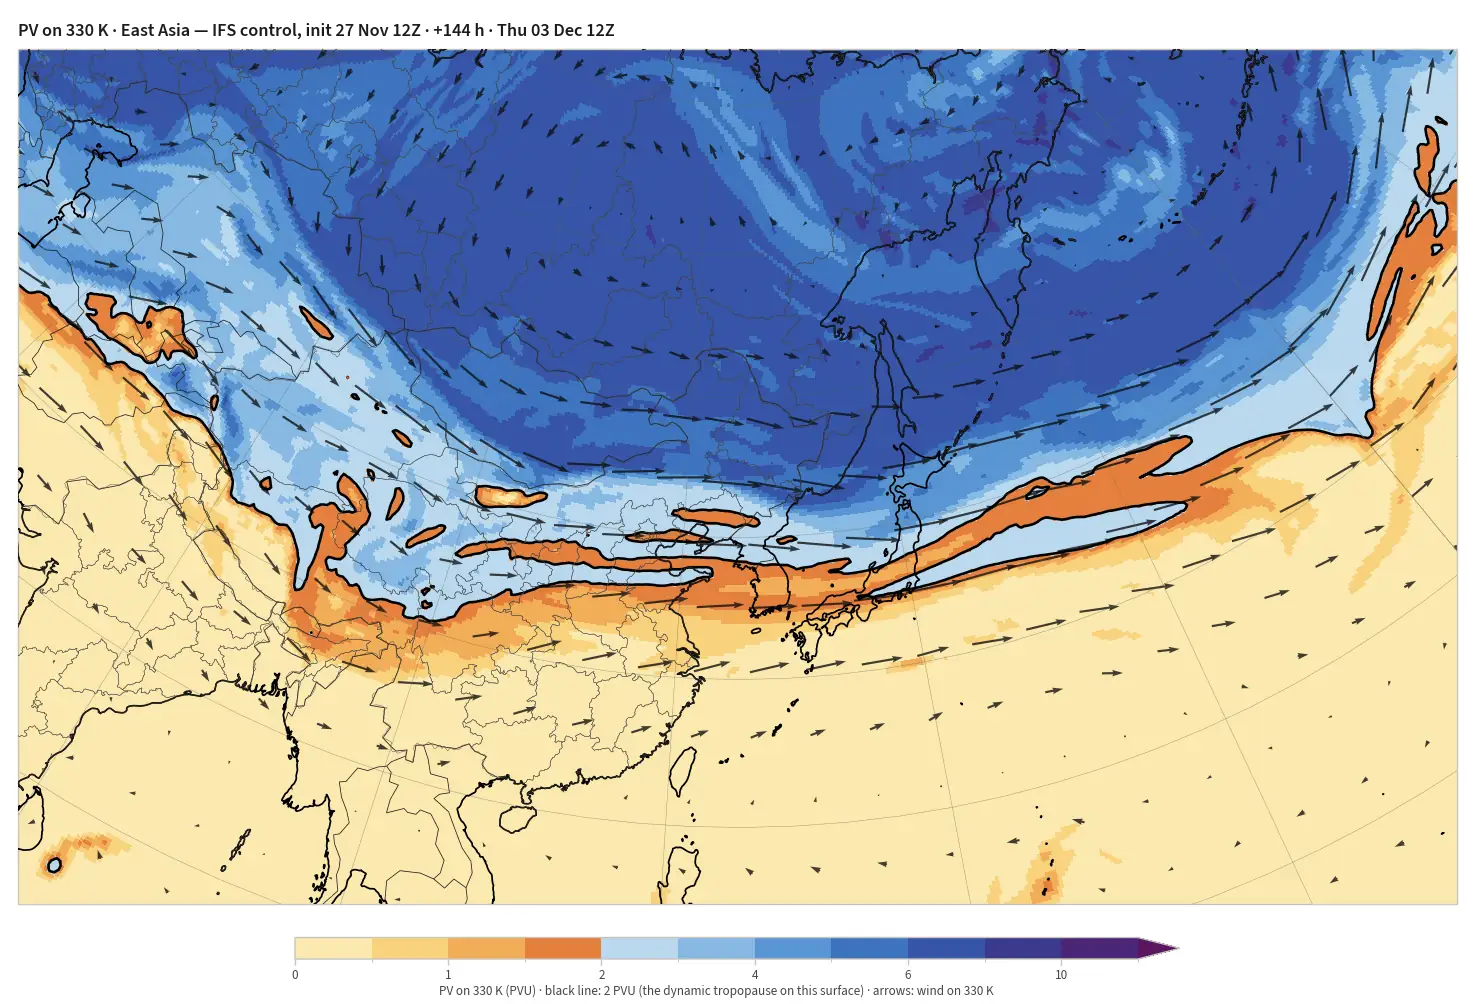 PV on 330 K · East Asia — IFS control, init 27 Nov 12Z · +144 h · Thu 03 Dec 12Z
0 1 2 4 6 10
PV on 330 K (PVU) · black line: 2 PVU (the dynamic tropopause on this surface) · arrows: wind on 330 K